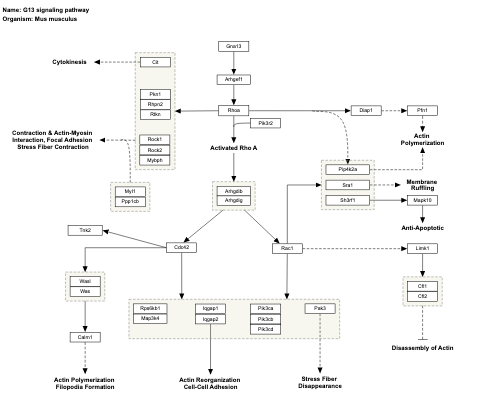 Name: G13 signaling pathway
Organism: Mus musculus
Gna13
Cytokinesis
Cit
Arhgef1
Pkn1
Rhpn2
Rtkn
Rhoa
Diap1
Pfn1
Pik3r2
Contraction & Actin-Myosin
Interaction, Focal Adhesion
Stress Fiber Contraction
Rock1
Rock2
Mybph
Activated Rho A
Actin
Polymerization
Pip4k2a
Sra1
Sh3rf1
Membrane
Ruffling
Mapk10
Myl1
Ppp1cb
Arhgdib
Arhgdig
Anti-Apoptotic
Tnk2
Cdc42
Rac1
Limk1
Wasl
Was
Cfl1
Cfl2
Rps6kb1
Map3k4
Iqgap1
Iqgap2
Pik3ca
Pik3cb
Pik3cd
Pak3
Calm1
Disassembly of Actin
Actin Polymerization
Filopodia Formation
Actin Reorganization
Cell-Cell Adhesion
Stress Fiber
Disappearance